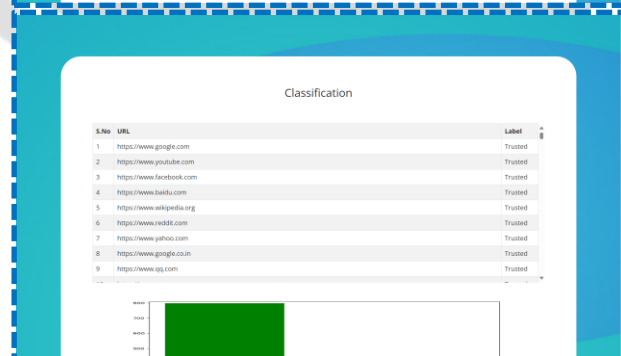 Classification
S.No URL Label
1 https://www.google.com Trusted
2 https://www.youtube.com Trusted
3 https://www.facebook.com Trusted
4 https://www.baidu.com Trusted
5 https://www.wikipedia.org Trusted
6 https://www.reddit.com Trusted
7 https://www.yahoo.com Trusted
8 https://www.google.co.in Trusted
9 https://www.qq.com Trusted
800
700
600
500